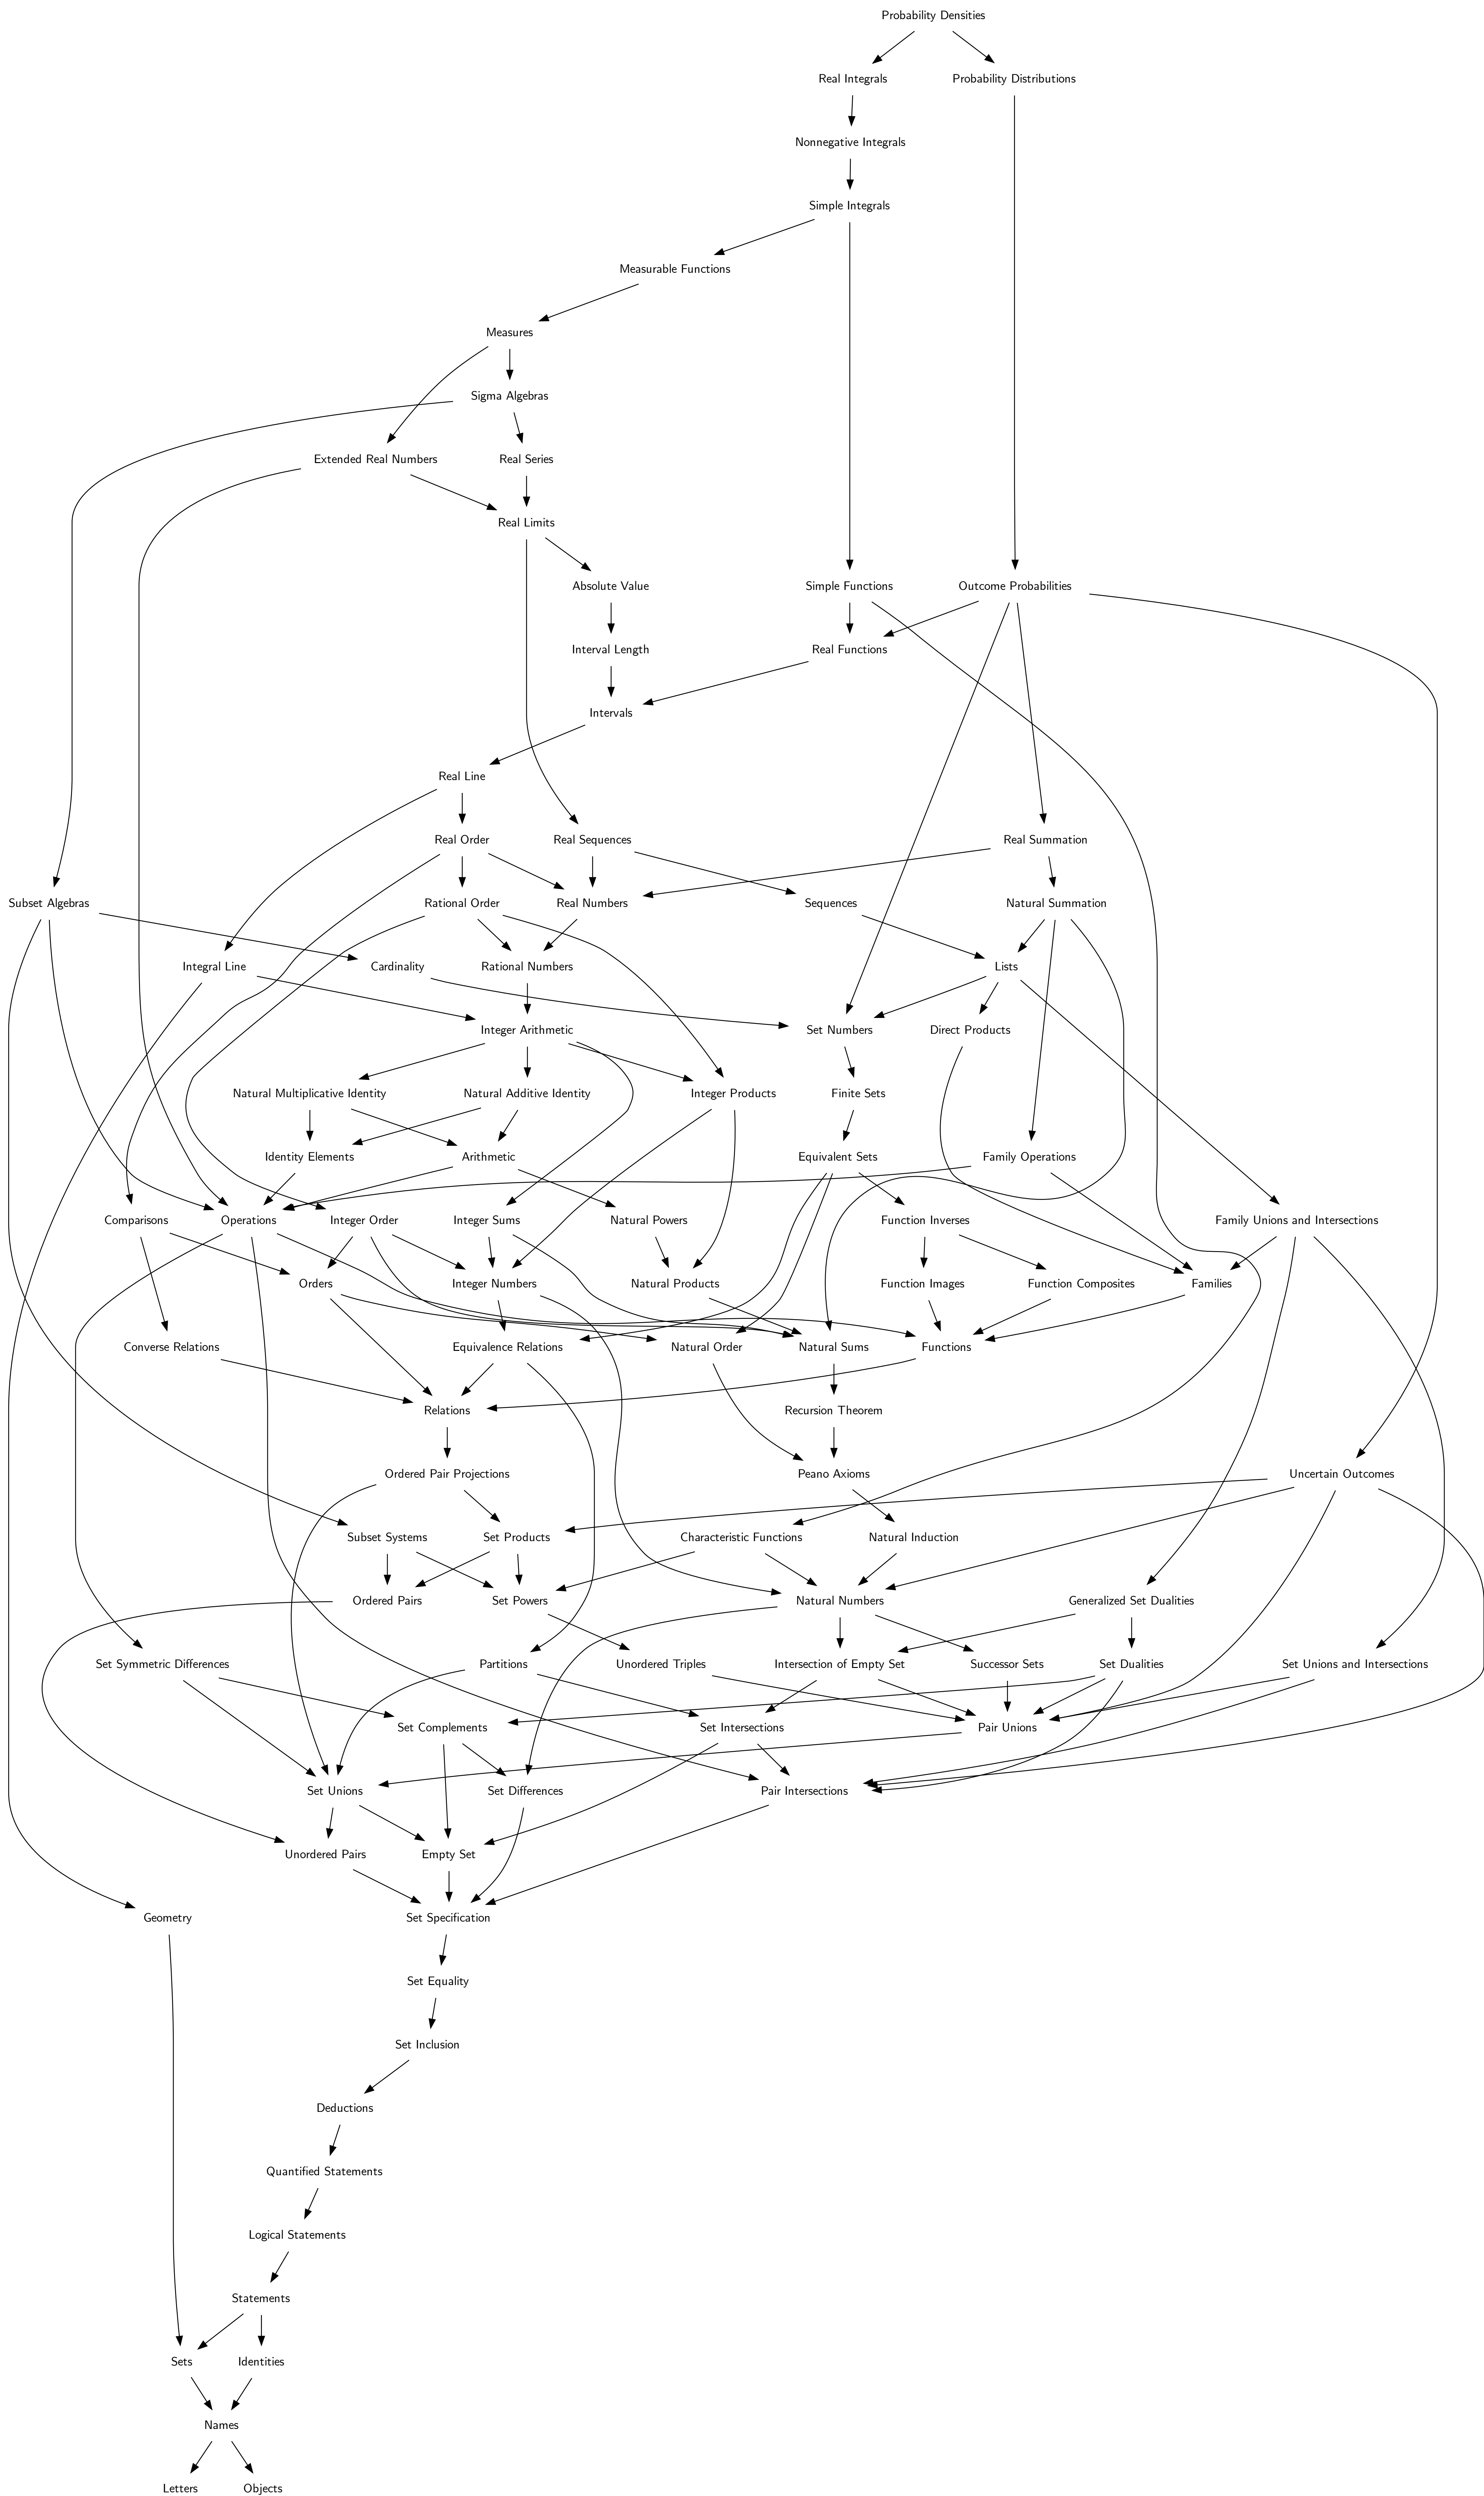 Probability Densities
Real Integrals
Probability Distributions
Nonnegative Integrals
Simple Integrals
Measurable Functions
Measures
Sigma Algebras
Extended Real Numbers
Real Series
Real Limits
Absolute Value
Simple Functions
Outcome Probabilities
Interval Length
Real Functions
Intervals
Real Line
Real Order
Real Sequences
Real Summation
Subset Algebras
Rational Order
Real Numbers
Sequences
Natural Summation
Integral Line
Cardinality
Rational Numbers
Lists
Integer Arithmetic
Set Numbers
Direct Products
Natural Multiplicative Identity
Natural Additive Identity
Integer Products
Finite Sets
Identity Elements
Arithmetic
Equivalent Sets
Family Operations
Comparisons
Operations
Integer Order
Integer Sums
Natural Powers
Function Inverses
Family Unions and Intersections
Orders
Integer Numbers
Natural Products
Function Images
Function Composites
Families
Converse Relations
Equivalence Relations
Natural Order
Natural Sums
Functions
Relations
Recursion Theorem
Ordered Pair Projections
Peano Axioms
Uncertain Outcomes
Subset Systems
Set Products
Characteristic Functions
Natural Induction
Ordered Pairs
Set Powers
Natural Numbers
Generalized Set Dualities
Set Symmetric Differences
Partitions
Unordered Triples
Intersection of Empty Set
Successor Sets
Set Dualities
Set Unions and Intersections
Set Complements
Set Intersections
Pair Unions
Set Unions
Set Differences
Pair Intersections
Unordered Pairs
Empty Set
Geometry
Set Specification
Set Equality
Set Inclusion
Deductions
Quantified Statements
Logical Statements
Statements
Sets
Identities
Names
Letters
Objects